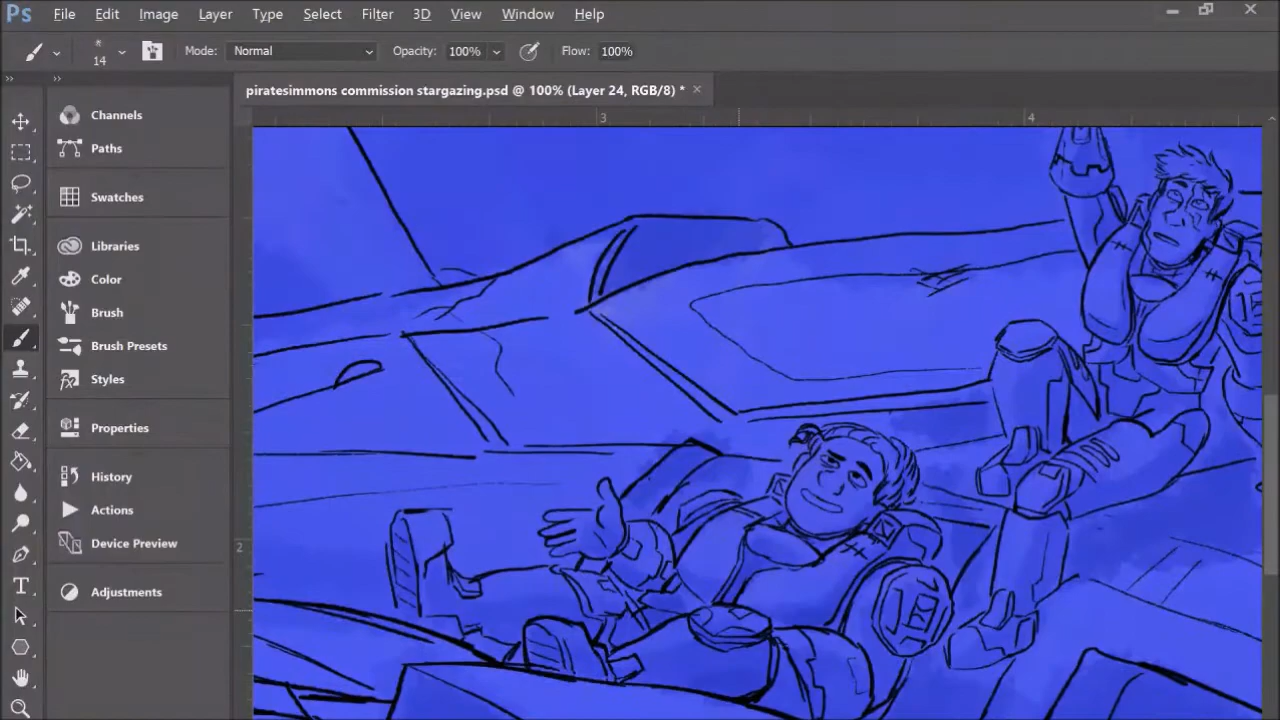 Ps File Edit Image Layer Type Select Filter 3D View Window Help
14 Mode: Normal Opacity: 100% Flow: 100%
piratesimmons commission stargazing.psd @ 100% (Layer 24, RGB/8) *
3 4
Channels
Paths
Swatches
Libraries
Color
Brush
Brush Presets
Styles
Properties
History
Actions
2
Device Preview
Adjustments